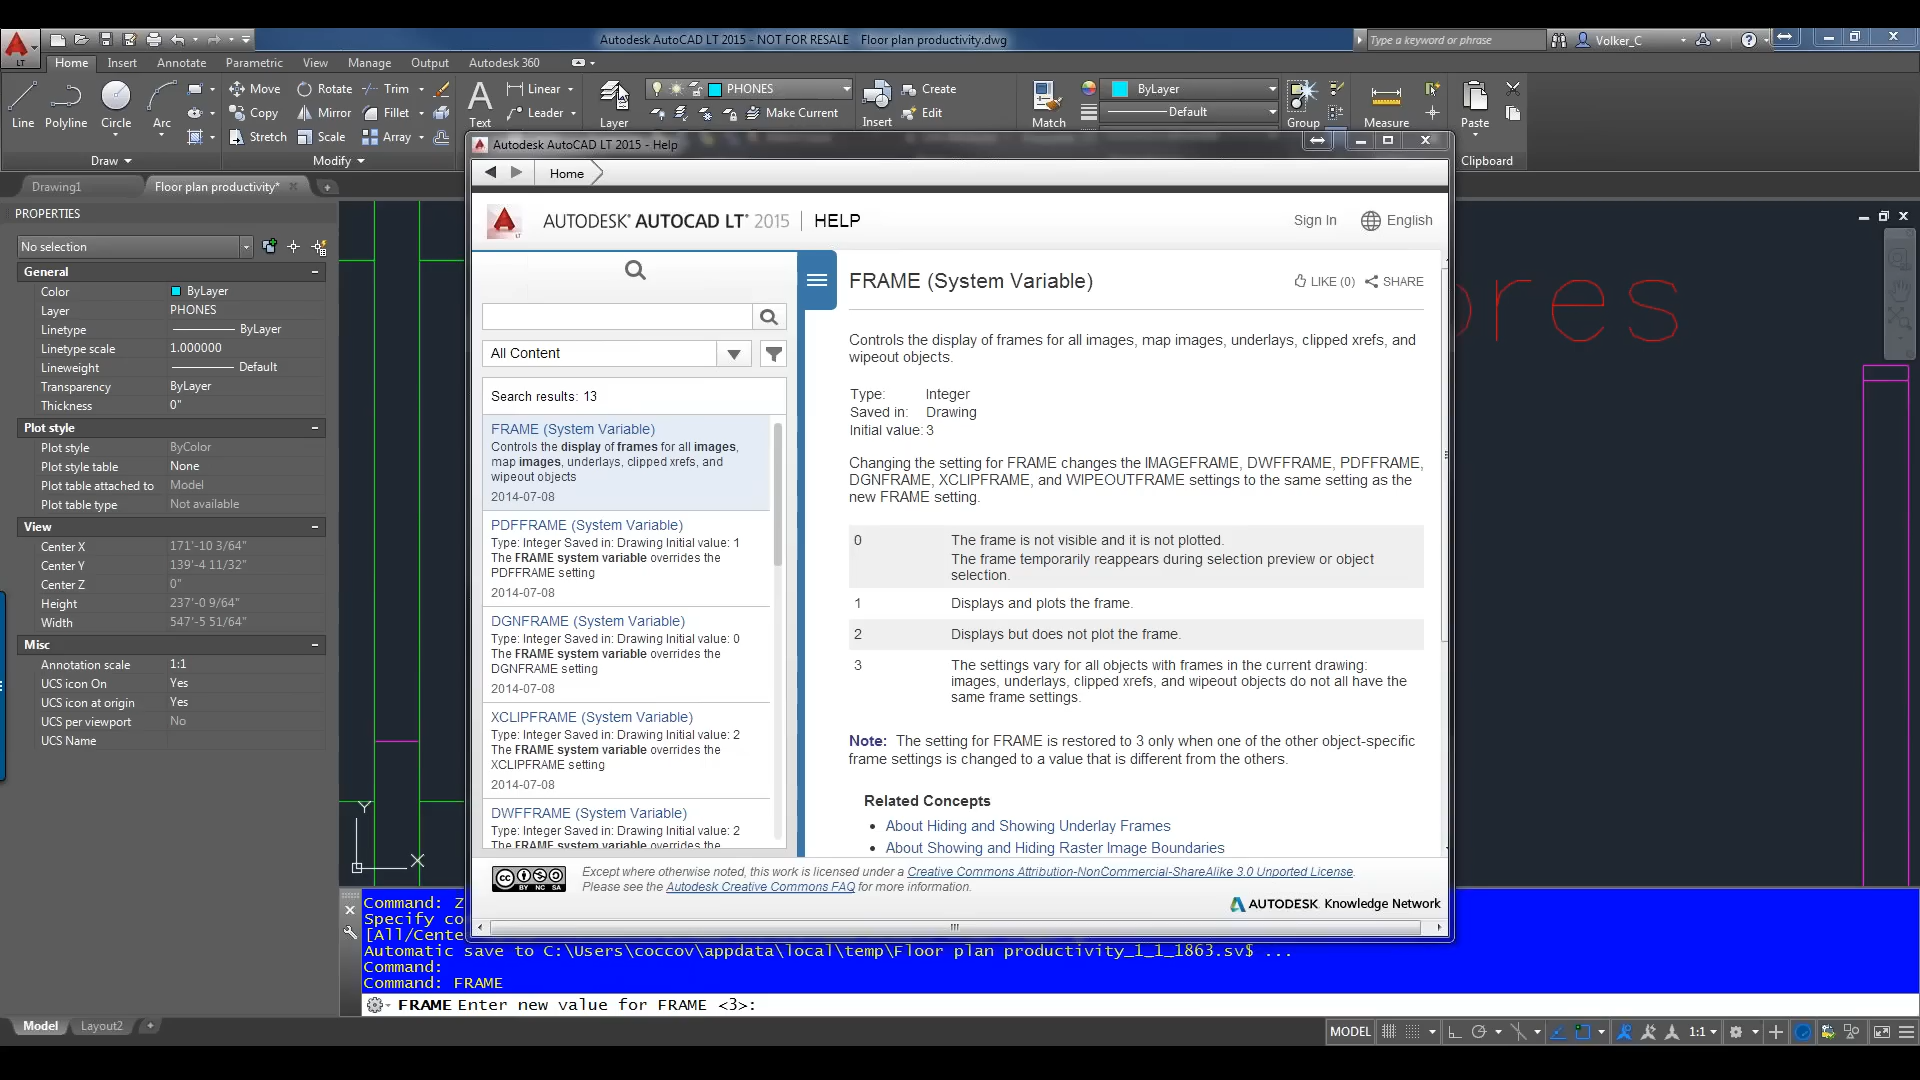 LT
Autodesk AutoCAD LT 2015 - NOT FOR RESALE Floor plan productivity.dwg
Type a keyword or phrase
Volker_C
Home Insert Annotate Parametric View Manage Output Autodesk 360
Line Polyline Circle Arc
Move Rotate Trim
Copy Mirror Fillet
Stretch Scale Array
Text
Linear
Leader
Layer
PHONES
Make Current
Insert
Create
Edit
Match
ByLayer
Default
Group
Measure
Paste
Draw
Modify
Clipboard
Drawing1
Floor plan productivity*
PROPERTIES
No selection
General
Color ByLayer
Layer PHONES
Linetype ByLayer
Linetype scale 1.000000
Lineweight Default
Transparency ByLayer
Thickness 0"
Plot style
Plot style ByColor
Plot style table None
Plot table attached to Model
Plot table type Not available
View
Center X 171'-10 3/64"
Center Y 139'-4 11/32"
Center Z 0"
Height 237'-0 9/64"
Width 547'-5 51/64"
Misc
Annotation scale 1:1
UCS icon On Yes
UCS icon at origin Yes
UCS per viewport No
UCS Name
Y
X
ores
Autodesk AutoCAD LT 2015 - Help
Home
AUTODESK® AUTOCAD LT® 2015 | HELP
Sign In
English
All Content
Search results: 13
FRAME (System Variable)
Controls the display of frames for all images,
map images, underlays, clipped xrefs, and
wipeout objects
2014-07-08
PDFFRAME (System Variable)
Type: Integer Saved in: Drawing Initial value: 1
The FRAME system variable overrides the
PDFFRAME setting
2014-07-08
DGNFRAME (System Variable)
Type: Integer Saved in: Drawing Initial value: 0
The FRAME system variable overrides the
DGNFRAME setting
2014-07-08
XCLIPFRAME (System Variable)
Type: Integer Saved in: Drawing Initial value: 2
The FRAME system variable overrides the
XCLIPFRAME setting
2014-07-08
DWFFRAME (System Variable)
Type: Integer Saved in: Drawing Initial value: 2
The FRAME system variable overrides the
FRAME (System Variable)
LIKE (0) SHARE
Controls the display of frames for all images, map images, underlays, clipped xrefs, and
wipeout objects.
Type: Integer
Saved in: Drawing
Initial value: 3
Changing the setting for FRAME changes the IMAGEFRAME, DWFFRAME, PDFFRAME,
DGNFRAME, XCLIPFRAME, and WIPEOUTFRAME settings to the same setting as the
new FRAME setting.
0 The frame is not visible and it is not plotted.
The frame temporarily reappears during selection preview or object
selection.
1 Displays and plots the frame.
2 Displays but does not plot the frame.
3 The settings vary for all objects with frames in the current drawing:
images, underlays, clipped xrefs, and wipeout objects do not all have the
same frame settings.
Note: The setting for FRAME is restored to 3 only when one of the other object-specific
frame settings is changed to a value that is different from the others.
Related Concepts
• About Hiding and Showing Underlay Frames
• About Showing and Hiding Raster Image Boundaries
cc BY NC SA
Except where otherwise noted, this work is licensed under a Creative Commons Attribution-NonCommercial-ShareAlike 3.0 Unported License.
Please see the Autodesk Creative Commons FAQ for more information.
AUTODESK. Knowledge Network
Command: Z
Specify co
[All/Cente
Automatic save to C:\Users\coccov\appdata\local\temp\Floor plan productivity_1_1_1863.sv$ ...
Command:
Command: FRAME
FRAME Enter new value for FRAME <3>:
Model Layout2
MODEL
1:1